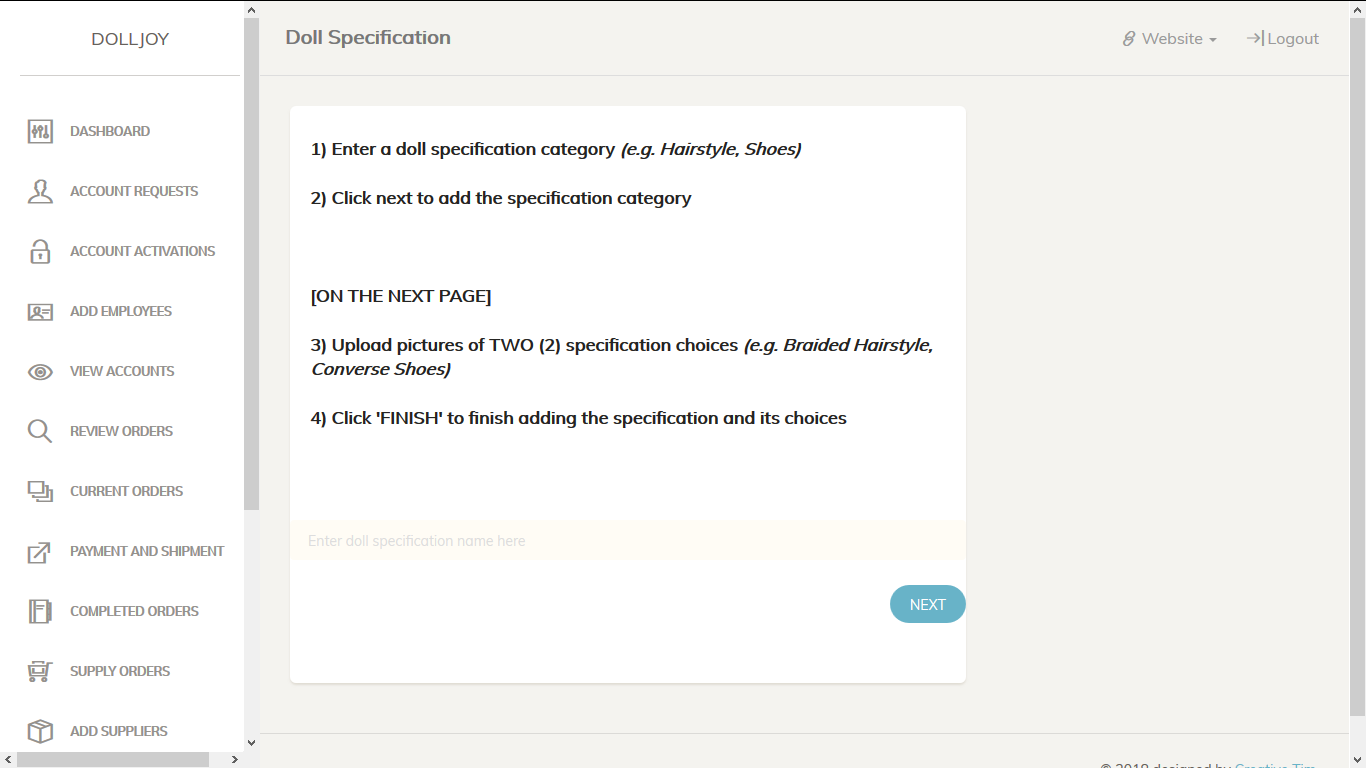 DOLLJOY
DASHBOARD
ACCOUNT REQUESTS
ACCOUNT ACTIVATIONS
ADD EMPLOYEES
VIEW ACCOUNTS
REVIEW ORDERS
CURRENT ORDERS
PAYMENT AND SHIPMENT
COMPLETED ORDERS
SUPPLY ORDERS
ADD SUPPLIERS
Doll Specification
Website
Logout
1) Enter a doll specification category (e.g. Hairstyle, Shoes)
2) Click next to add the specification category
[ON THE NEXT PAGE]
3) Upload pictures of TWO (2) specification choices (e.g. Braided Hairstyle,
Converse Shoes)
4) Click 'FINISH' to finish adding the specification and its choices
Enter doll specification name here
NEXT
© 2018 designed by Creative Tim